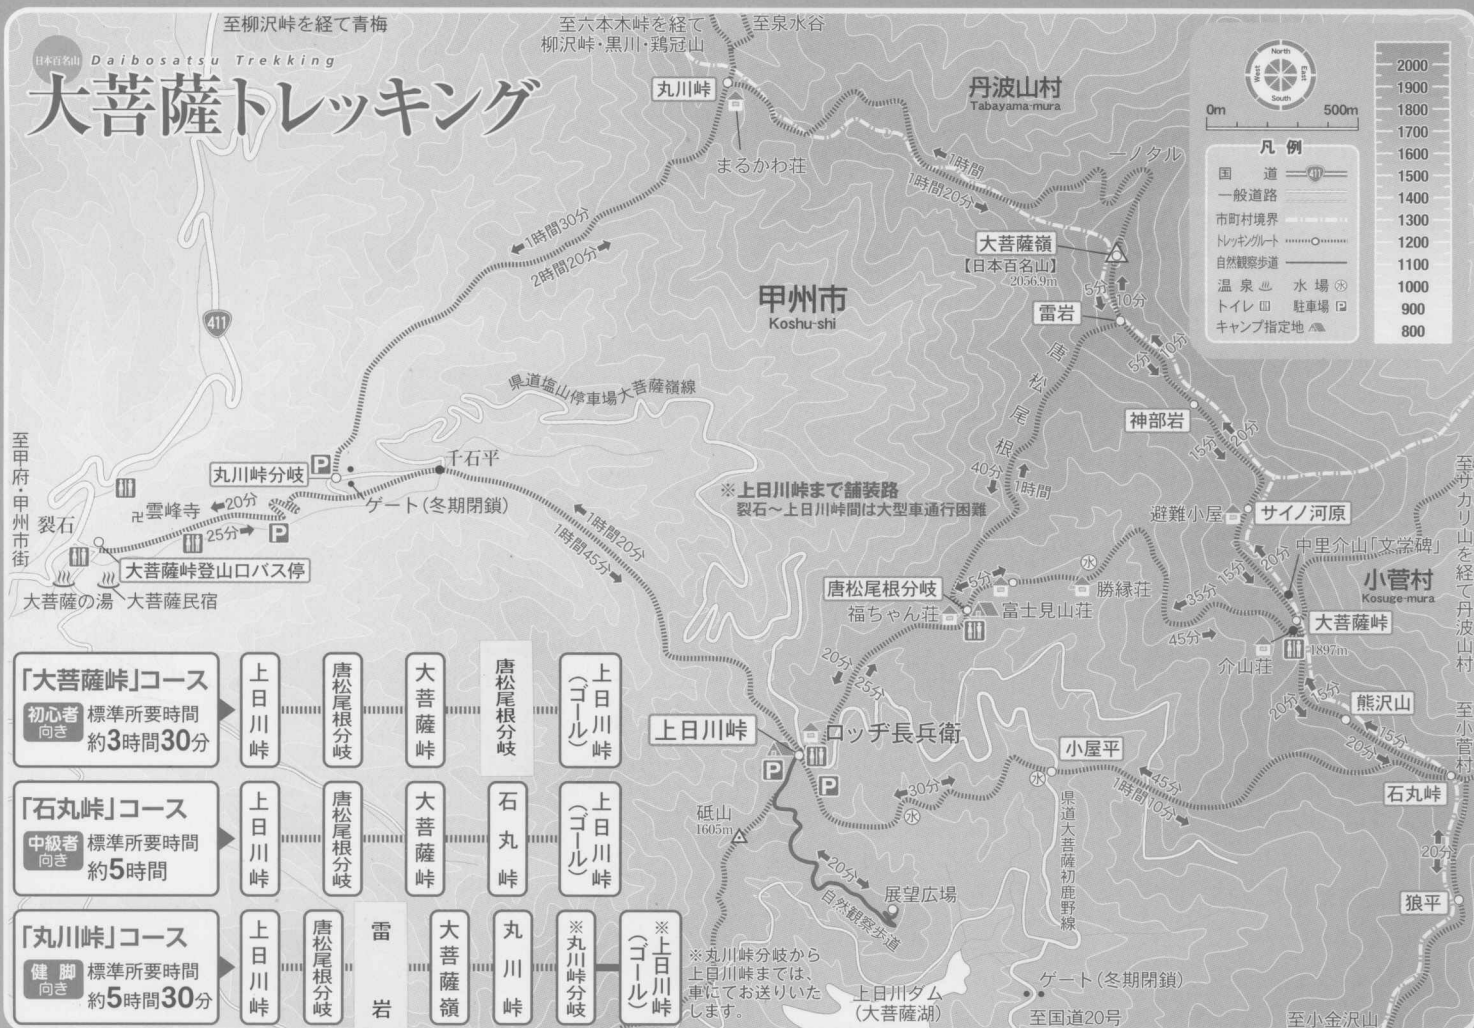 至柳沢峠を経て青梅
至六本木峠を経て
柳沢峠・黒川・鶏冠山
至泉水谷
日本百名山
Daibosatsu Trekking
大菩薩トレッキング
丸川峠
まるかわ荘
丹波山村
Tabayama-mura
一ノタル
1時間
1時間20分
1時間30分
2時間20分
大菩薩嶺
【日本百名山】
2056.9m
5分
10分
雷岩
甲州市
Koshu-shi
North
East
South
West
0m
500m
凡例
国道
411
一般道路
市町村境界
トレッキングルート
自然観察歩道
温泉
水場
水
トイレ
駐車場
P
キャンプ指定地
2000
1900
1800
1700
1600
1500
1400
1300
1200
1100
1000
900
800
411
唐松尾根
5分
10分
神部岩
15分
20分
40分
1時間
県道塩山停車場大菩薩嶺線
至甲府・甲州市街
丸川峠分岐
P
千石平
ゲート(冬期閉鎖)
卍雲峰寺
20分
25分
P
裂石
大菩薩峠登山口バス停
大菩薩の湯
大菩薩民宿
※上日川峠まで舗装路
裂石〜上日川峠間は大型車通行困難
1時間20分
1時間45分
避難小屋
サイノ河原
中里介山「文学碑」
20分
15分
至サカリ山を経て丹波山村
小菅村
Kosuge-mura
唐松尾根分岐
5分
水
勝縁荘
福ちゃん荘
富士見山荘
35分
45分
大菩薩峠
1897m
介山荘
20分
25分
20分
15分
熊沢山
15分
20分
至小菅村
石丸峠
上日川峠
ロッヂ長兵衛
P
P
30分
水
小屋平
水
45分
1時間10分
砥山
1605m
20分
自然観察歩道
展望広場
県道大菩薩初鹿野線
20分
狼平
ゲート(冬期閉鎖)
上日川ダム
(大菩薩湖)
至国道20号
至小金沢山
「大菩薩峠」コース
初心者向き
標準所要時間
約3時間30分
上日川峠
唐松尾根分岐
大菩薩峠
唐松尾根分岐
上日川峠(ゴール)
「石丸峠」コース
中級者向き
標準所要時間
約5時間
上日川峠
唐松尾根分岐
大菩薩峠
石丸峠
上日川峠(ゴール)
「丸川峠」コース
健脚向き
標準所要時間
約5時間30分
上日川峠
唐松尾根分岐
雷岩
大菩薩嶺
丸川峠
※丸川峠分岐
※上日川峠(ゴール)
※丸川峠分岐から
上日川峠までは、
車にてお送りいた
します。